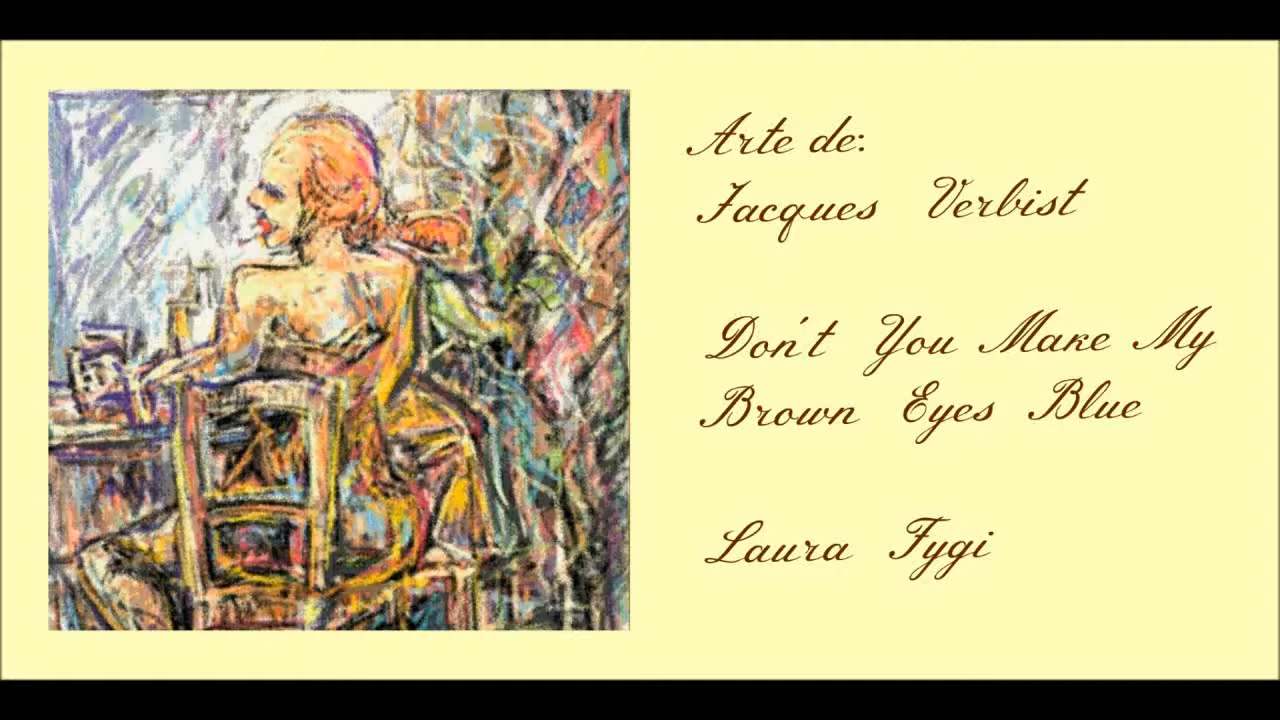 Arte de:
Jacques Verbist
Don't You Make My
Brown Eyes Blue
Laura Fygi